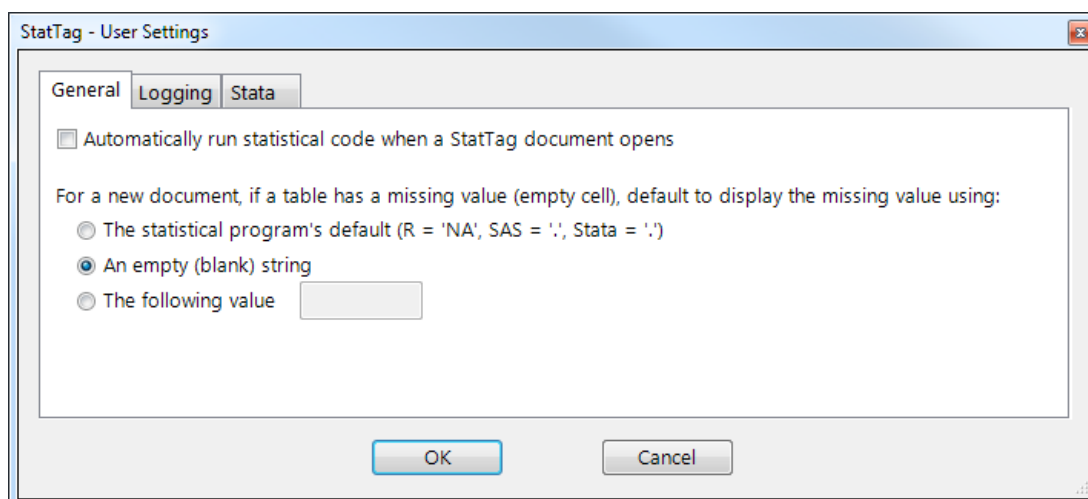 StatTag - User Settings
General Logging Stata
Automatically run statistical code when a StatTag document opens
For a new document, if a table has a missing value (empty cell), default to display the missing value using:
The statistical program's default (R = 'NA', SAS = '.', Stata = '.')
An empty (blank) string
The following value
OK Cancel